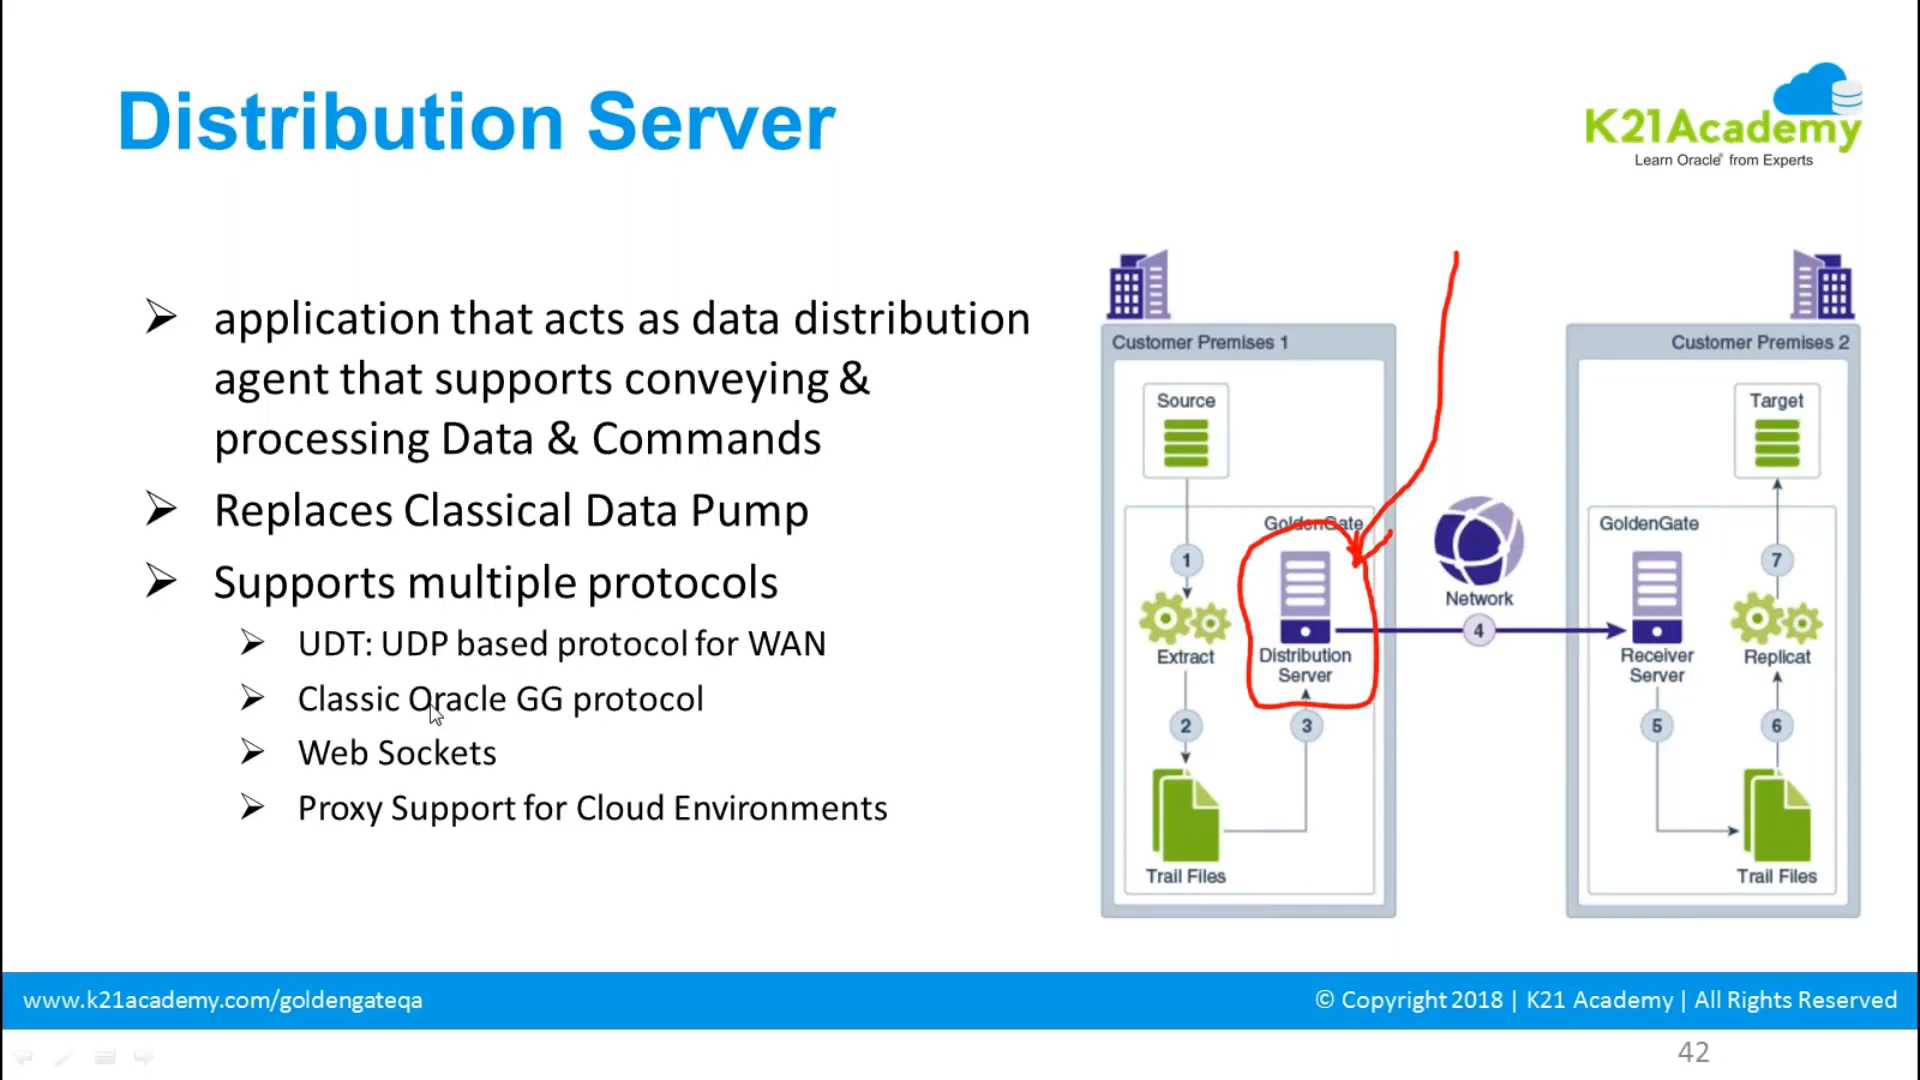 Distribution Server
K21Academy
Learn Oracle® from Experts
➢ application that acts as data distribution
agent that supports conveying &
processing Data & Commands
➢ Replaces Classical Data Pump
➢ Supports multiple protocols
➢ UDT: UDP based protocol for WAN
➢ Classic Oracle GG protocol
➢ Web Sockets
➢ Proxy Support for Cloud Environments
Customer Premises 1
Source
GoldenGate
1
Extract
Distribution
Server
2
3
Trail Files
Network
4
Customer Premises 2
Target
GoldenGate
7
Receiver
Server
Replicat
5
6
Trail Files
www.k21academy.com/goldengateqa
© Copyright 2018 | K21 Academy | All Rights Reserved
42